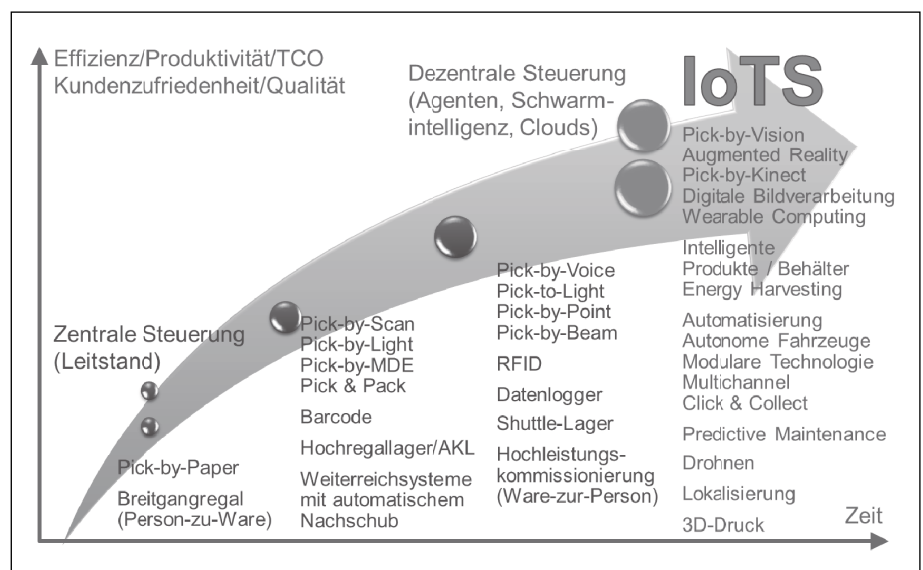 Effizienz/Produktivität/TCO
Kundenzufriedenheit/Qualität
Dezentrale Steuerung
(Agenten, Schwarm-
intelligenz, Clouds)
IoTS
Zentrale Steuerung
(Leitstand)
Pick-by-Paper
Breitgangregal
(Person-zu-Ware)
Pick-by-Scan
Pick-by-Light
Pick-by-MDE
Pick & Pack
Barcode
Hochregallager/AKL
Weiterreichsysteme
mit automatischem
Nachschub
Pick-by-Voice
Pick-to-Light
Pick-by-Point
Pick-by-Beam
RFID
Datenlogger
Shuttle-Lager
Hochleistungs-
kommissionierung
(Ware-zur-Person)
Pick-by-Vision
Augmented Reality
Pick-by-Kinect
Digitale Bildverarbeitung
Wearable Computing
Intelligente
Produkte / Behälter
Energy Harvesting
Automatisierung
Autonome Fahrzeuge
Modulare Technologie
Multichannel
Click & Collect
Predictive Maintenance
Drohnen
Lokalisierung
3D-Druck
Zeit